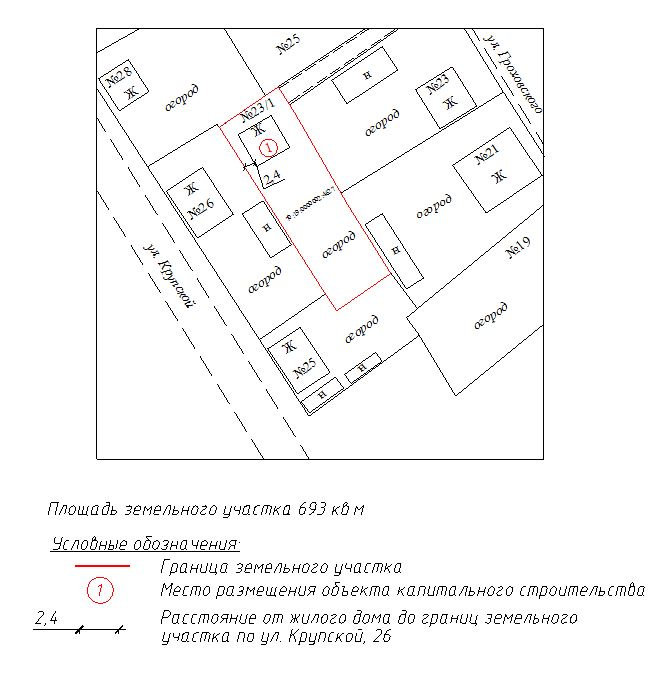 №25
ул. Гроховского
№28
Ж
огород
н
№23
Ж
№23/1
огород
Ж
1
№21
Ж
2.4
Ж
№26
огород
н
№19
огород
н
ул. Крупской
огород
огород
огород
Ж
№25
н
н
Площадь земельного участка 693 кв м
Условные обозначения:
Граница земельного участка
1 Место размещения объекта капитального строительства
2,4 Расстояние от жилого дома до границ земельного
участка по ул. Крупской, 26